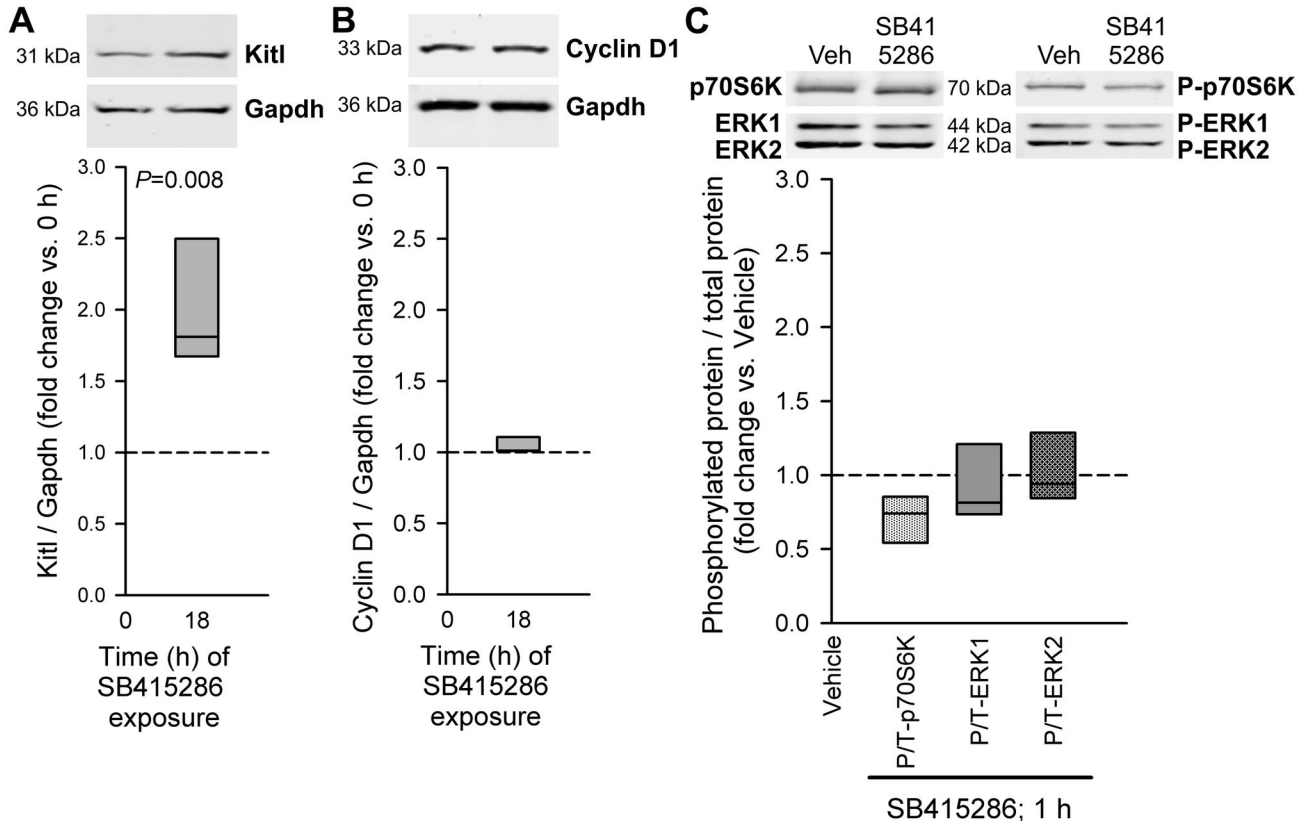 A
31 kDa
Kitl
36 kDa
Gapdh
Kitl / Gapdh (fold change vs. 0 h)
3.0
2.5
2.0
1.5
1.0
0.5
0.0
P=0.008
0
18
Time (h) of
SB415286
exposure
B
33 kDa
Cyclin D1
36 kDa
Gapdh
Cyclin D1 / Gapdh (fold change vs. 0 h)
3.0
2.5
2.0
1.5
1.0
0.5
0.0
0
18
Time (h) of
SB415286
exposure
C
Veh
SB41
5286
Veh
SB41
5286
p70S6K
70 kDa
P-p70S6K
ERK1
44 kDa
P-ERK1
ERK2
42 kDa
P-ERK2
Phosphorylated protein / total protein
(fold change vs. Vehicle)
3.0
2.5
2.0
1.5
1.0
0.5
0.0
Vehicle
P/T-p70S6K
P/T-ERK1
P/T-ERK2
SB415286; 1 h